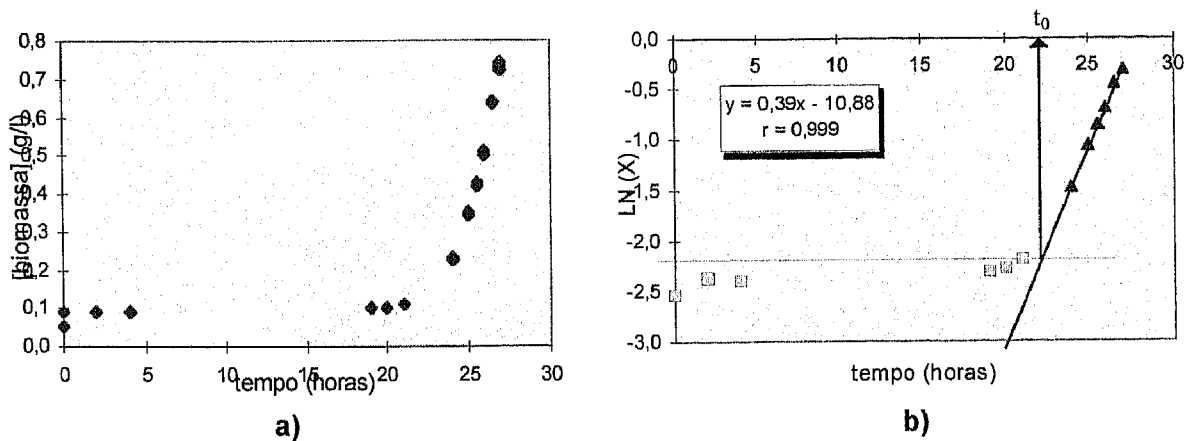 0,8
0,7
0,6
0,5
0,4
0,3
0,2
0,1
0,0
[biomassa] (g/l)
0 5 10 15 20 25 30
tempo (horas)
a)
t0
0,0
-0,5
-1,0
-1,5
-2,0
-2,5
-3,0
LN (X)
0 5 10 15 20 25 30
y = 0,39x - 10,88
r = 0,999
tempo (horas)
b)